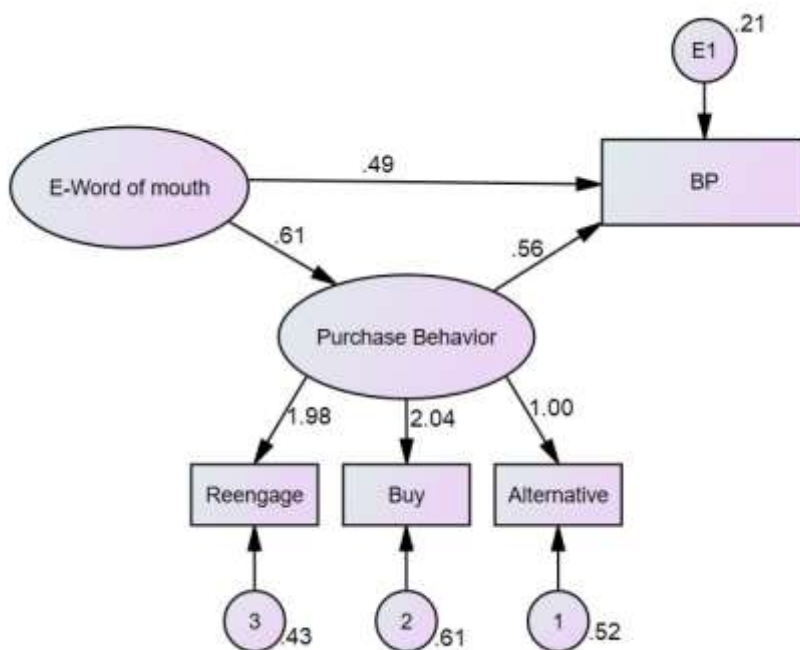 E1
.21
E-Word of mouth
.49
BP
.61
.56
Purchase Behavior
1.98
2.04
1.00
Reengage
Buy
Alternative
3
.43
2
.61
1
.52